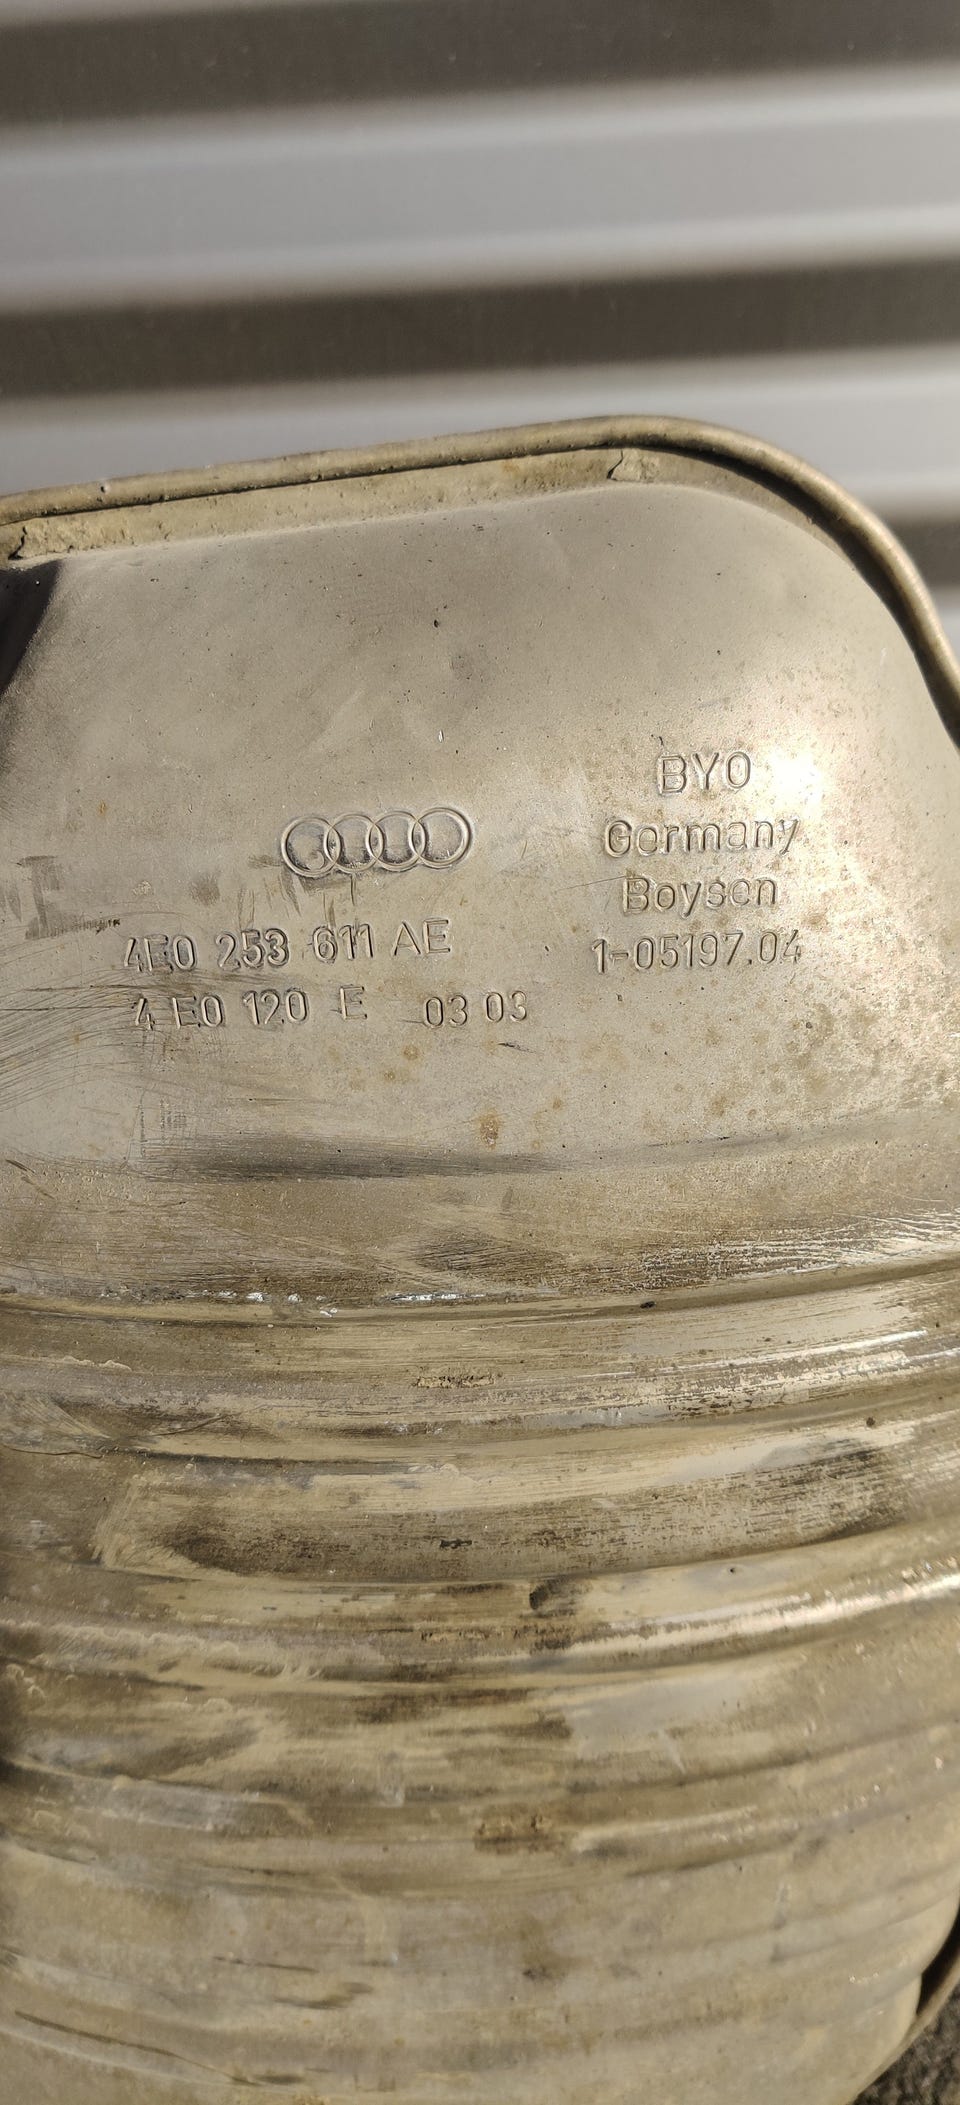 BYO
Germany
Boysen
1-05197.04
4E0 253 611 AE
4 E0 120 E 03 03